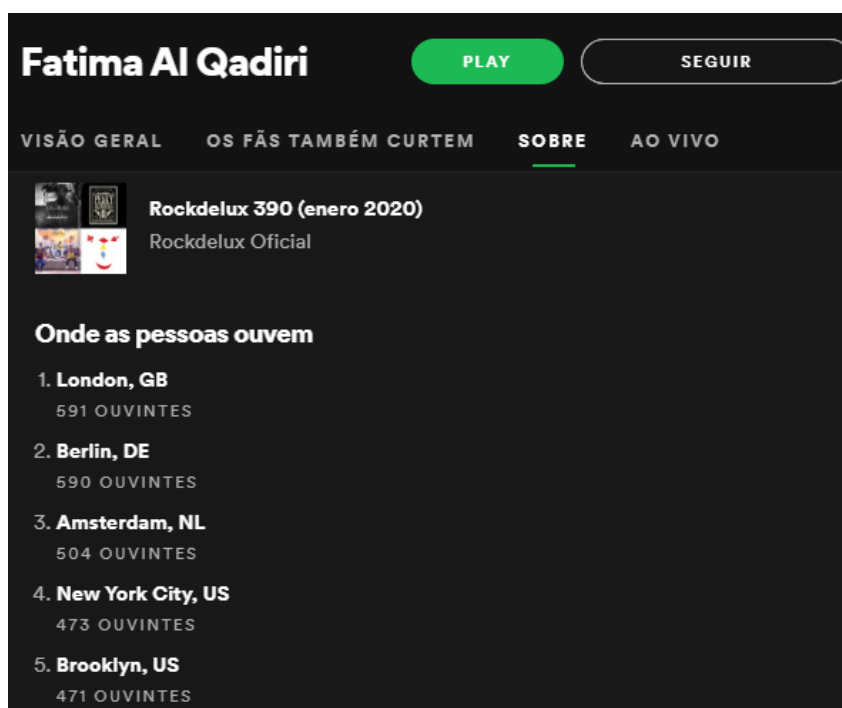 Fatima Al Qadiri
PLAY
SEGUIR
VISÃO GERAL OS FÃS TAMBÉM CURTEM SOBRE AO VIVO
Rockdelux 390 (enero 2020)
Rockdelux Oficial
Onde as pessoas ouvem
1. London, GB
591 OUVINTES
2. Berlin, DE
590 OUVINTES
3. Amsterdam, NL
504 OUVINTES
4. New York City, US
473 OUVINTES
5. Brooklyn, US
471 OUVINTES